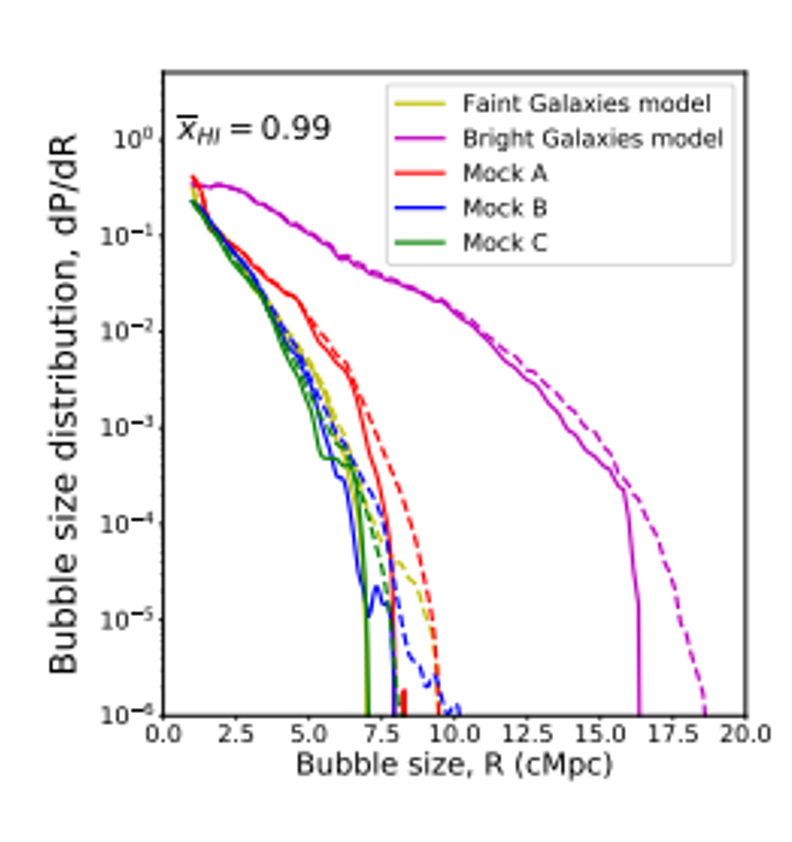 x̅_HI = 0.99
Faint Galaxies model
Bright Galaxies model
Mock A
Mock B
Mock C
Bubble size distribution, dP/dR
10⁰
10⁻¹
10⁻²
10⁻³
10⁻⁴
10⁻⁵
10⁻⁶
0.0 2.5 5.0 7.5 10.0 12.5 15.0 17.5 20.0
Bubble size, R (cMpc)